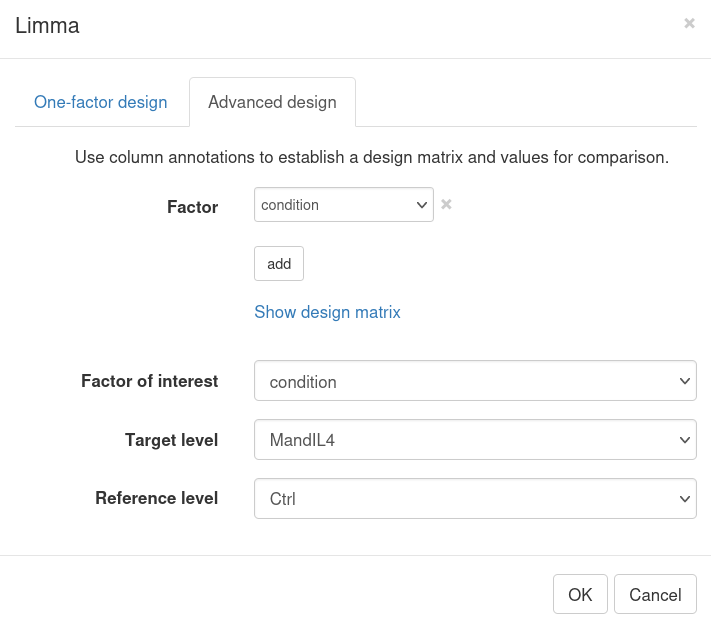 Limma
×
One-factor design
Advanced design
Use column annotations to establish a design matrix and values for comparison.
Factor
condition
×
add
Show design matrix
Factor of interest
condition
Target level
MandIL4
Reference level
Ctrl
OK
Cancel